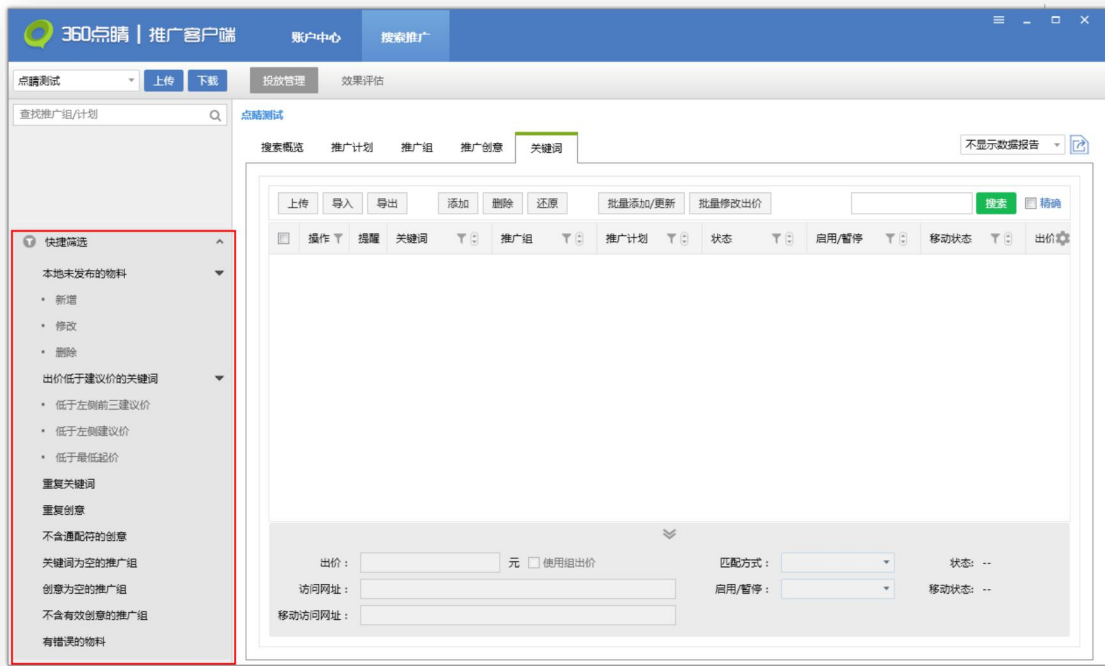 360点睛 | 推广客户端 账户中心 搜索推广
点睛测试 上传 下载 投放管理 效果评估
查找推广组/计划
点睛测试
搜索概览 推广计划 推广组 推广创意 关键词 不显示数据报告
上传 导入 导出 添加 删除 还原 批量添加/更新 批量修改出价 搜索 精确
操作 提醒 关键词 推广组 推广计划 状态 启用/暂停 移动状态 出价
快捷筛选
本地未发布的物料
• 新增
• 修改
• 删除
出价低于建议价的关键词
• 低于左侧前三建议价
• 低于左侧建议价
• 低于最低起价
重复关键词
重复创意
不含通配符的创意
关键词为空的推广组
创意为空的推广组
不含有效创意的推广组
有错误的物料
出价: 元 使用组出价 匹配方式: 状态: --
访问网址: 启用/暂停: 移动状态: --
移动访问网址: